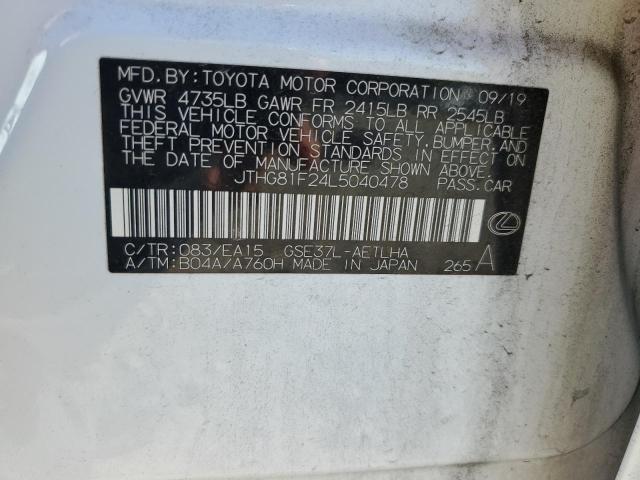 MFD. BY: TOYOTA MOTOR CORPORATION 09/19
GVWR 4735LB GAWR FR 2415LB RR 2545LB
THIS VEHICLE CONFORMS TO ALL APPLICABLE
FEDERAL MOTOR VEHICLE SAFETY, BUMPER, AND
THEFT PREVENTION STANDARDS IN EFFECT ON
THE DATE OF MANUFACTURE SHOWN ABOVE.
JTHG81F24L5040478 PASS. CAR
C/TR: 083/EA15 GSE37L-AETLHA
A/TM: B04A/A760H MADE IN JAPAN 265 A